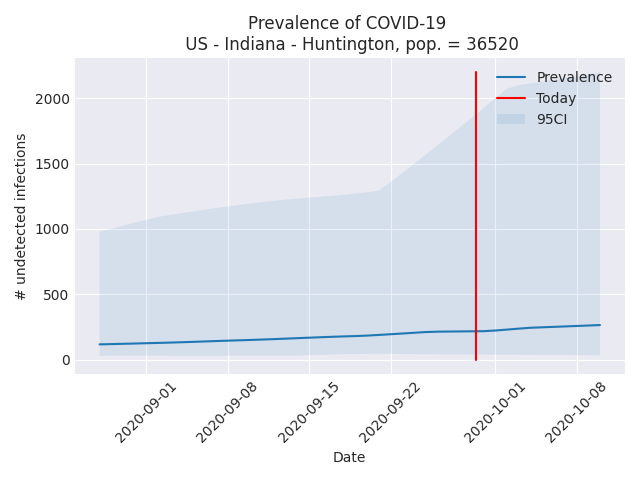 Prevalence of COVID-19
US - Indiana - Huntington, pop. = 36520
Prevalence
Today
95CI
# undetected infections
2000
1500
1000
500
0
2020-09-01
2020-09-08
2020-09-15
2020-09-22
2020-10-01
2020-10-08
Date